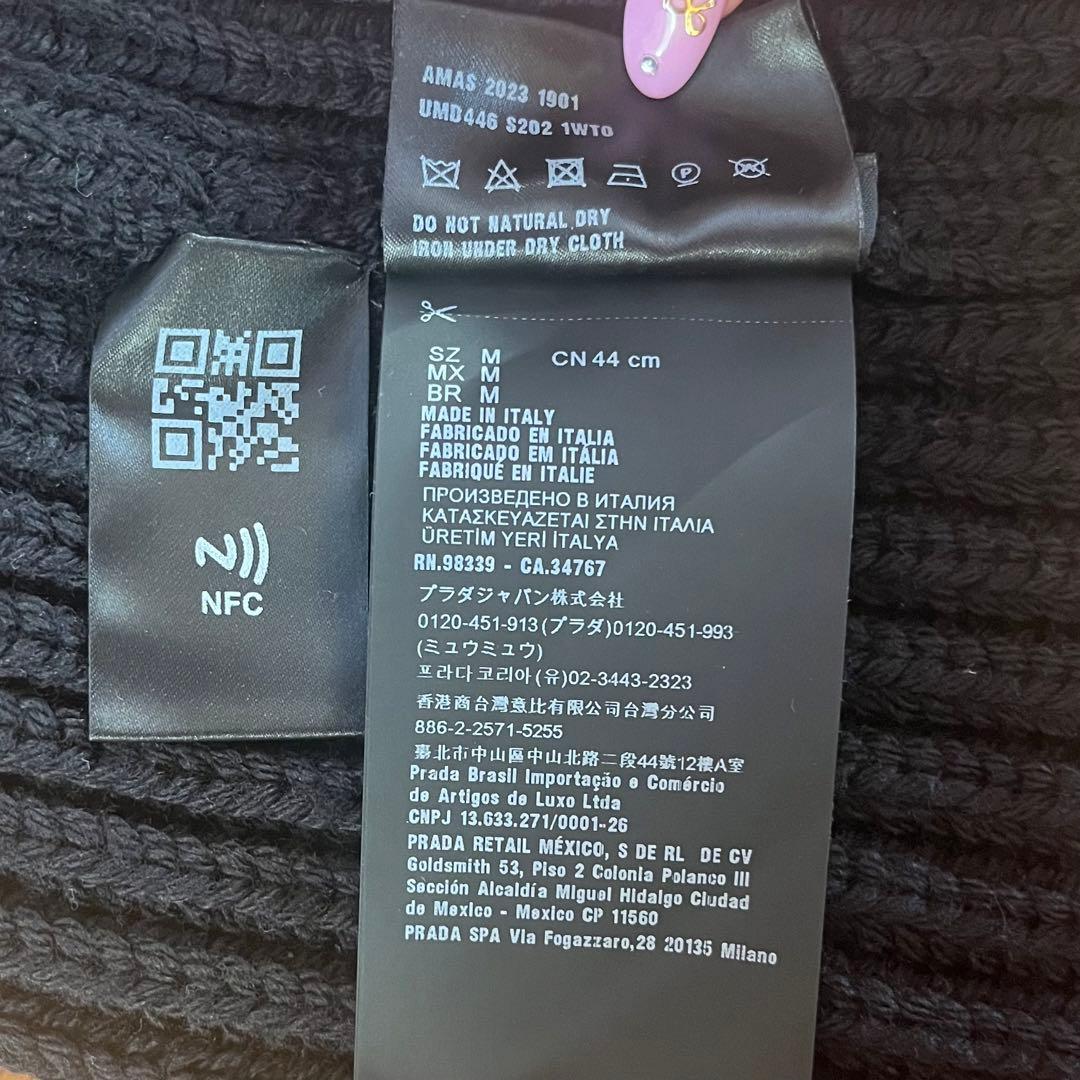 AMAS 2023 1901
UMD446 S202 1WTO
DO NOT NATURAL DRY
IRON UNDER DRY CLOTH
SZ M CN 44 cm
MX M
BR M
MADE IN ITALY
FABRICADO EN ITALIA
FABRICADO EM ITÁLIA
FABRIQUÉ EN ITALIE
ПРОИЗВЕДЕНО В ИТАЛИЯ
ΚΑΤΑΣΚΕΥΑΖΕΤΑΙ ΣΤΗΝ ΙΤΑΛΙΑ
ÜRETİM YERİ İTALYA
RN.98339 - CA.34767
プラダジャパン株式会社
0120-451-913(プラダ)0120-451-993
(ミュウミュウ)
프라다코리아(유)02-3443-2323
香港商台灣意比有限公司台灣分公司
886-2-2571-5255
臺北市中山區中山北路二段44號12樓A室
Prada Brasil Importação e Comércio
de Artigos de Luxo Ltda
CNPJ 13.633.271/0001-26
PRADA RETAIL MÉXICO, S DE RL DE CV
Goldsmith 53, Piso 2 Colonia Polanco III
Sección Alcaldía Miguel Hidalgo Ciudad
de Mexico - Mexico CP 11560
PRADA SPA Via Fogazzaro,28 20135 Milano
NFC